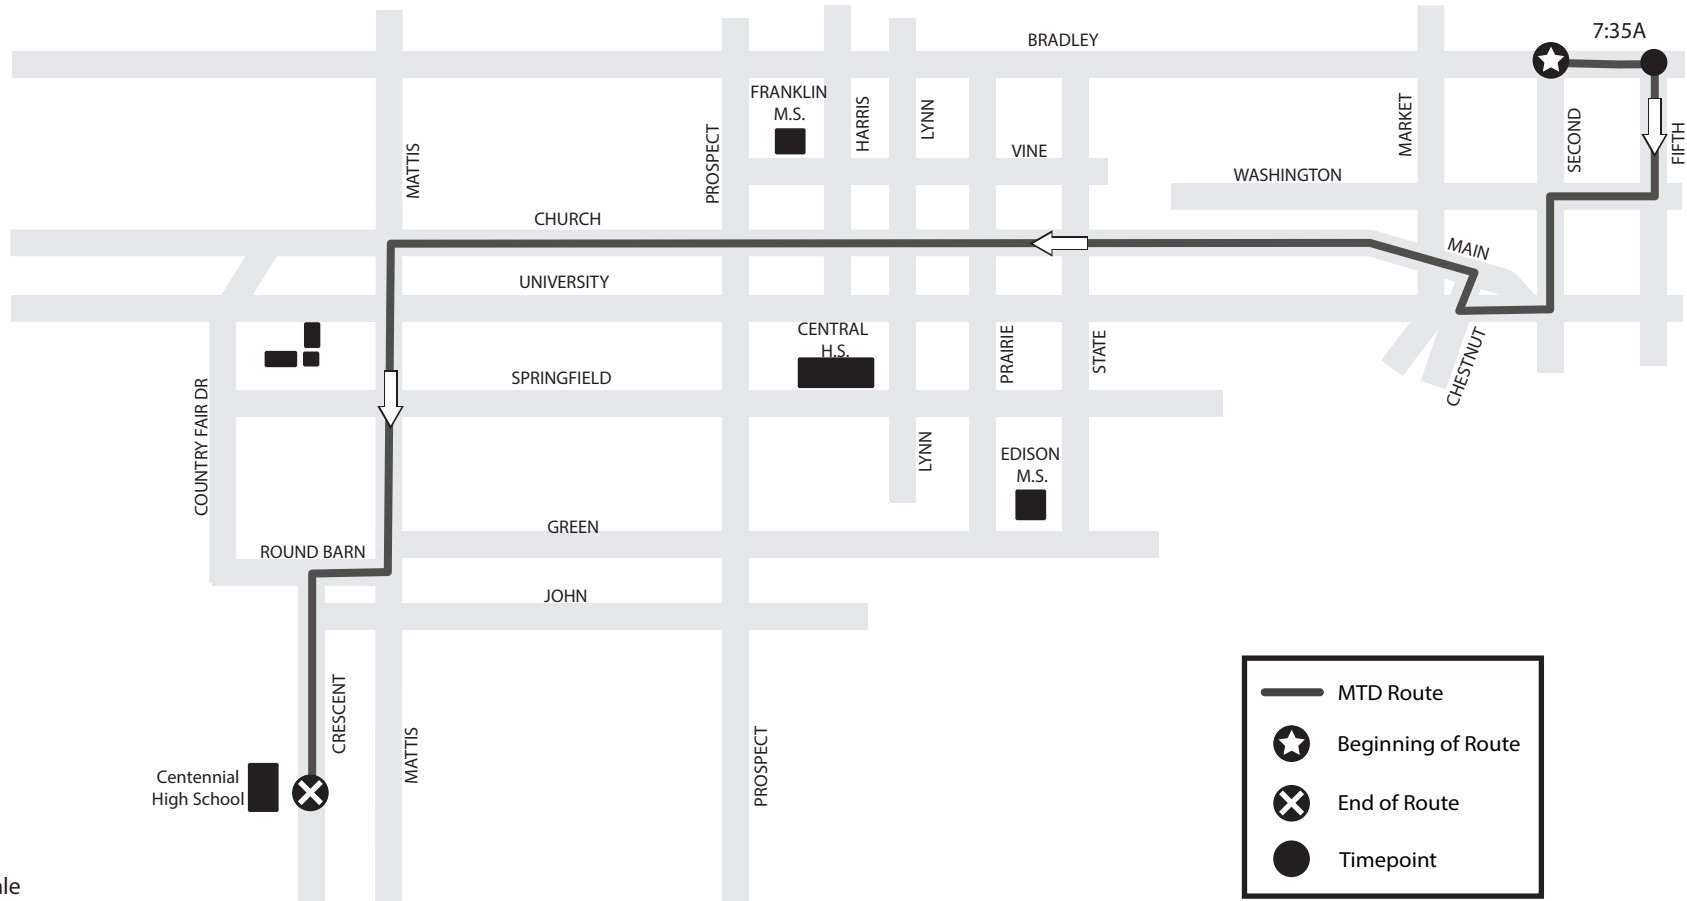 7:35A
BRADLEY
FRANKLIN
M.S.
HARRIS
LYNN
MARKET
SECOND
FIFTH
MATTIS
PROSPECT
VINE
WASHINGTON
CHURCH
MAIN
UNIVERSITY
CENTRAL
H.S.
PRAIRIE
STATE
CHESTNUT
SPRINGFIELD
COUNTRY FAIR DR
LYNN
EDISON
M.S.
GREEN
ROUND BARN
JOHN
CRESCENT
MATTIS
PROSPECT
Centennial
High School
MTD Route
Beginning of Route
End of Route
Timepoint